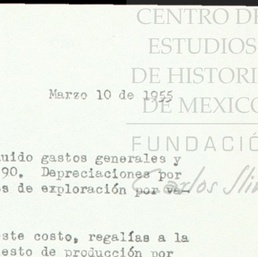 CENTRO DE
ESTUDIOS
DE HISTORI
DE MEXICO
FUNDACIÓ
Carlos Sli
Marzo 10 de 1955
uido gastos generales y
90. Depreciaciones por
s de exploración por va-
ste costo, regalías a la
esto de producción por